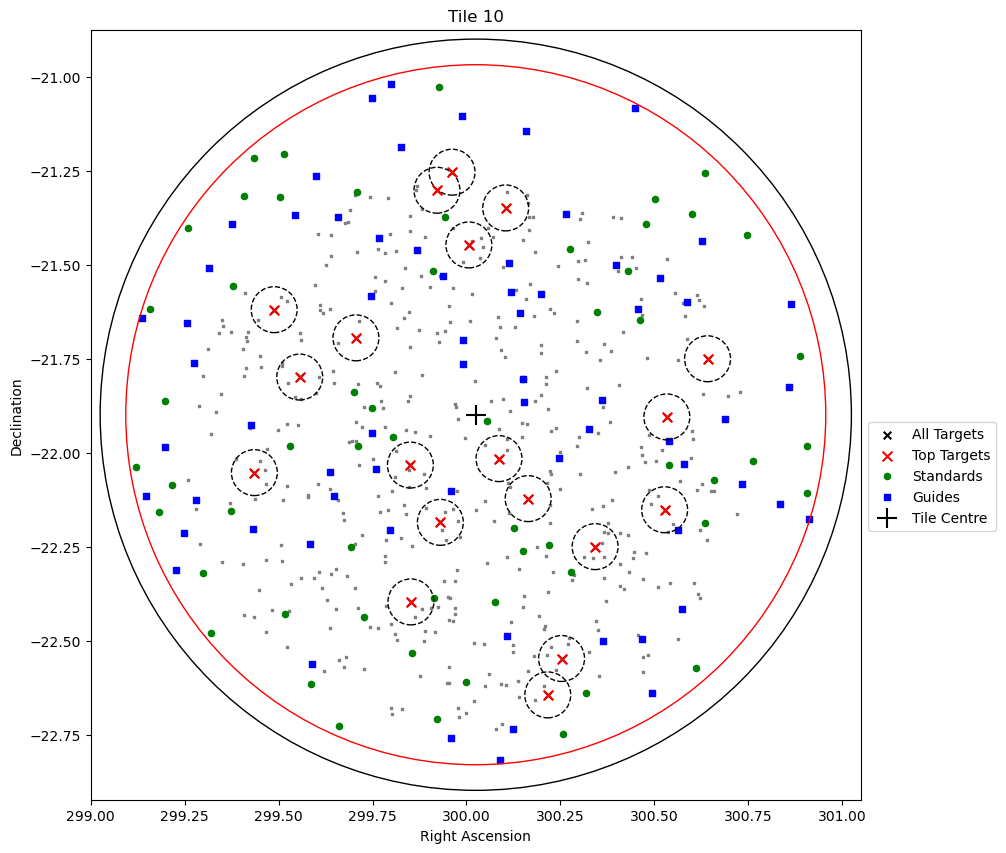 Tile 10
−21.00
−21.25
−21.50
−21.75
−22.00
−22.25
−22.50
−22.75
Declination
299.00 299.25 299.50 299.75 300.00 300.25 300.50 300.75 301.00
Right Ascension
All Targets
Top Targets
Standards
Guides
Tile Centre